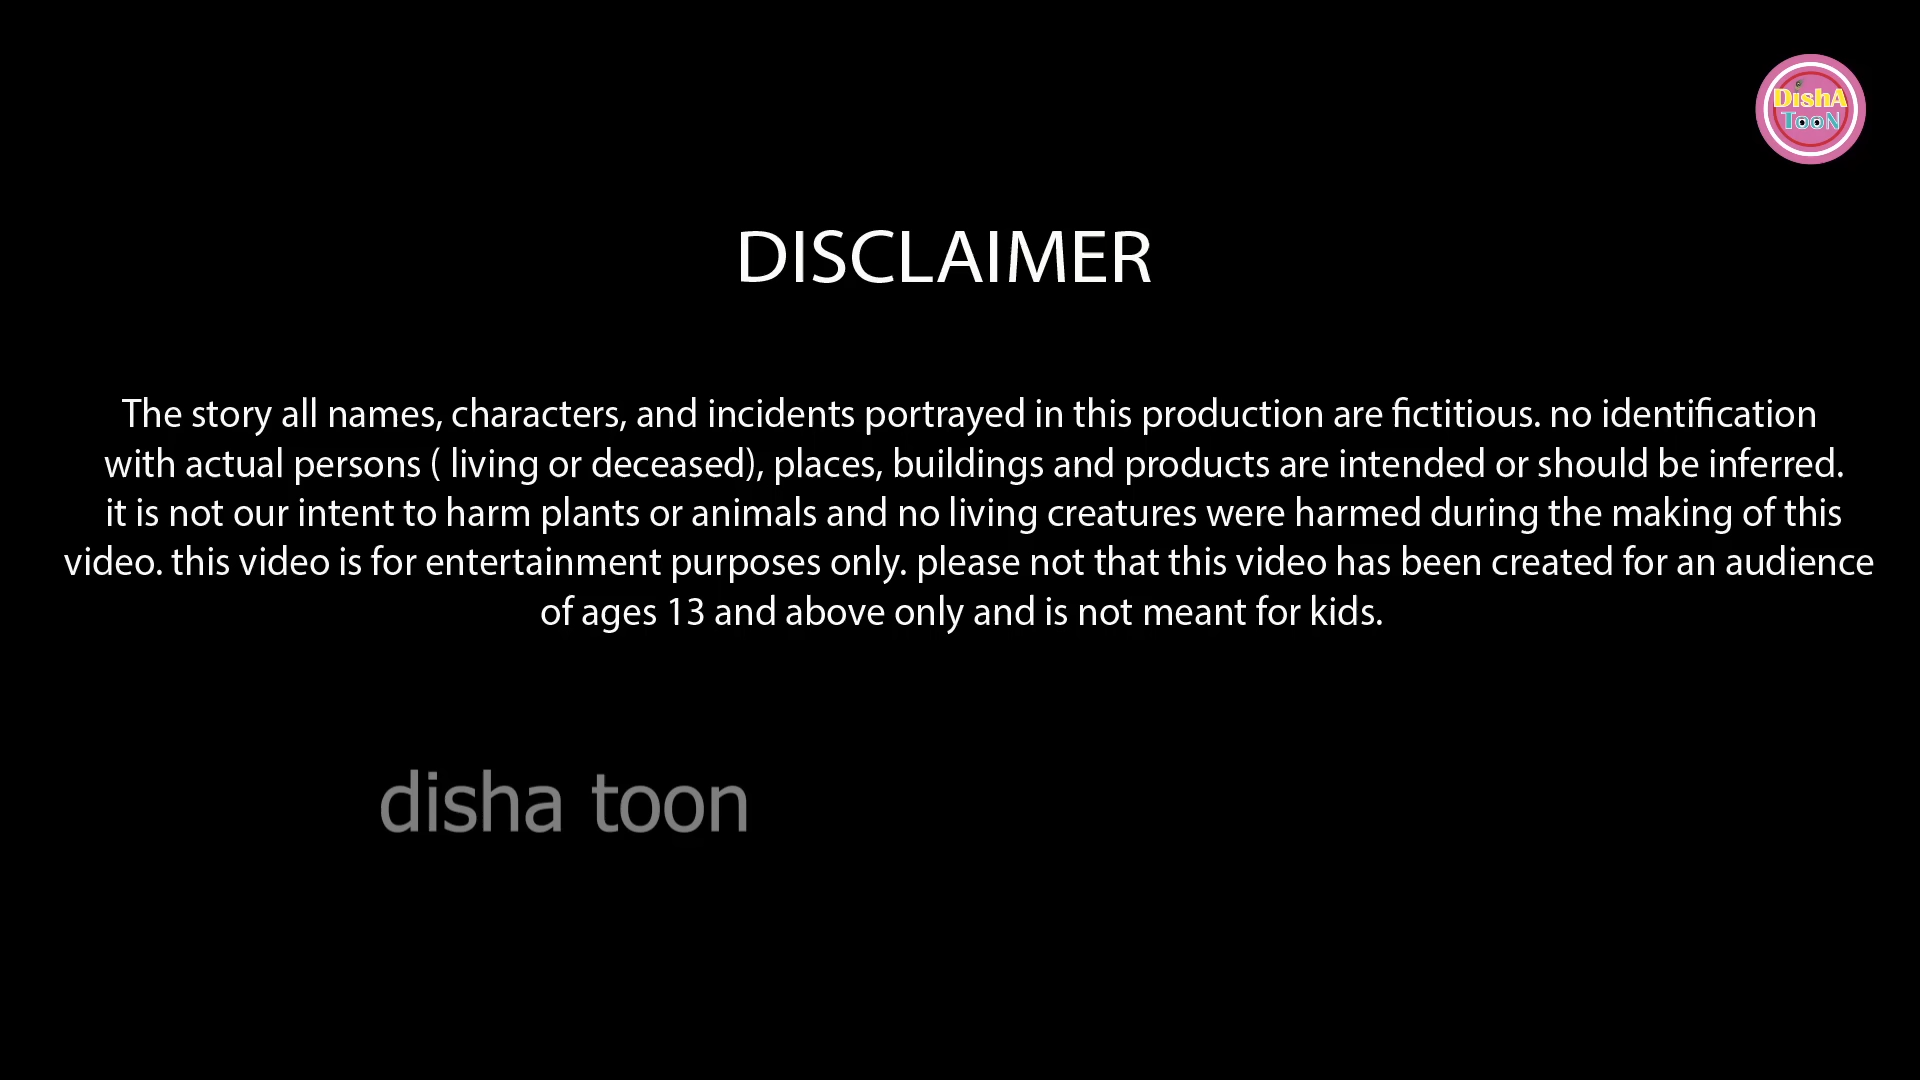 DishA
TooN
DISCLAIMER
The story all names, characters, and incidents portrayed in this production are fictitious. no identification
with actual persons ( living or deceased), places, buildings and products are intended or should be inferred.
it is not our intent to harm plants or animals and no living creatures were harmed during the making of this
video. this video is for entertainment purposes only. please not that this video has been created for an audience
of ages 13 and above only and is not meant for kids.
disha toon